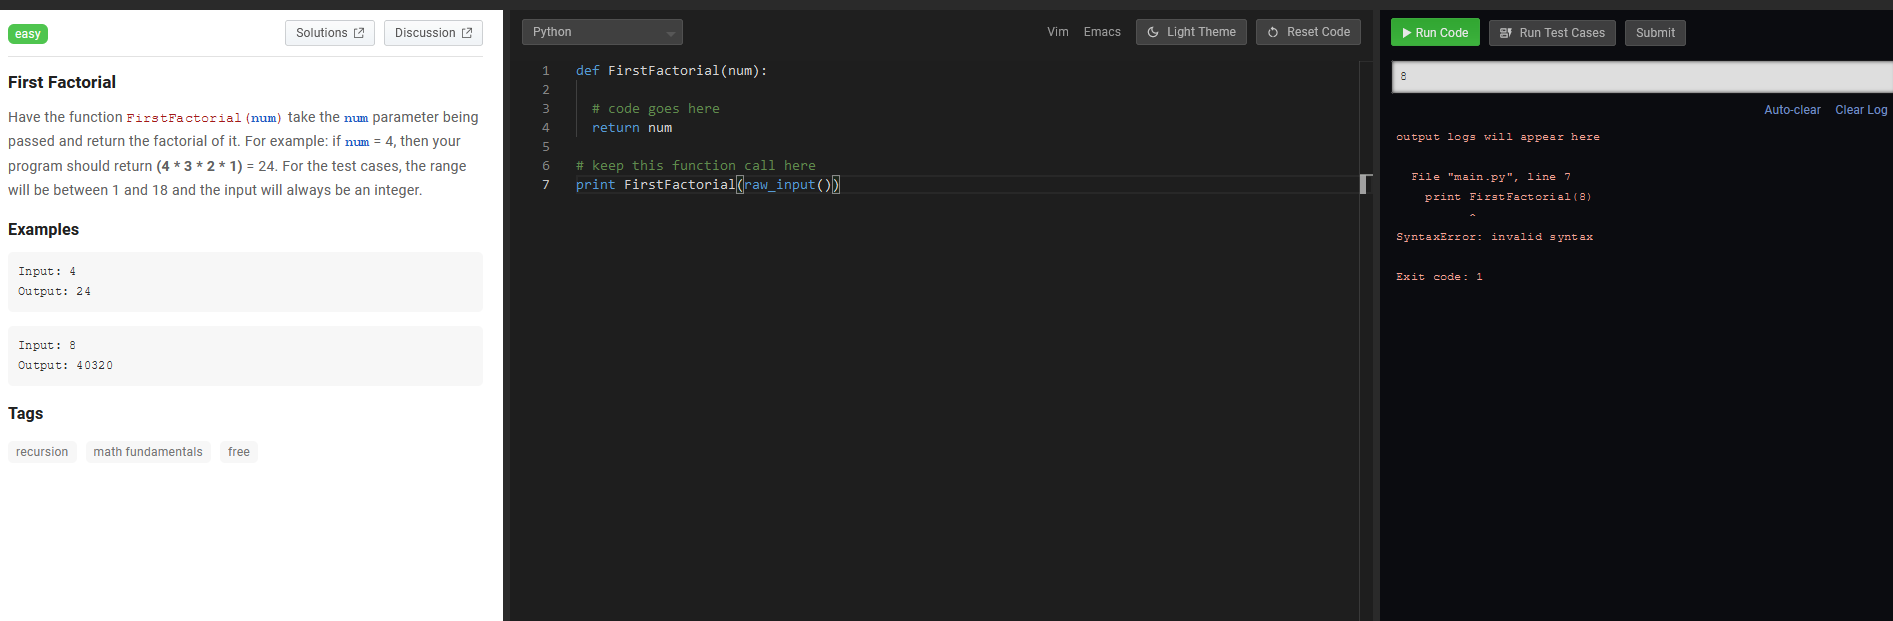 easy
Solutions
Discussion
First Factorial
Have the function FirstFactorial(num) take the num parameter being
passed and return the factorial of it. For example: if num = 4, then your
program should return (4 * 3 * 2 * 1) = 24. For the test cases, the range
will be between 1 and 18 and the input will always be an integer.
Examples
Input: 4
Output: 24
Input: 8
Output: 40320
Tags
recursion math fundamentals free
Python
Vim Emacs Light Theme Reset Code
1 def FirstFactorial(num):
2
3 # code goes here
4 return num
5
6 # keep this function call here
7 print FirstFactorial(raw_input())
Run Code Run Test Cases Submit
8
Auto-clear Clear Log
output logs will appear here
File "main.py", line 7
print FirstFactorial(8)
^
SyntaxError: invalid syntax
Exit code: 1